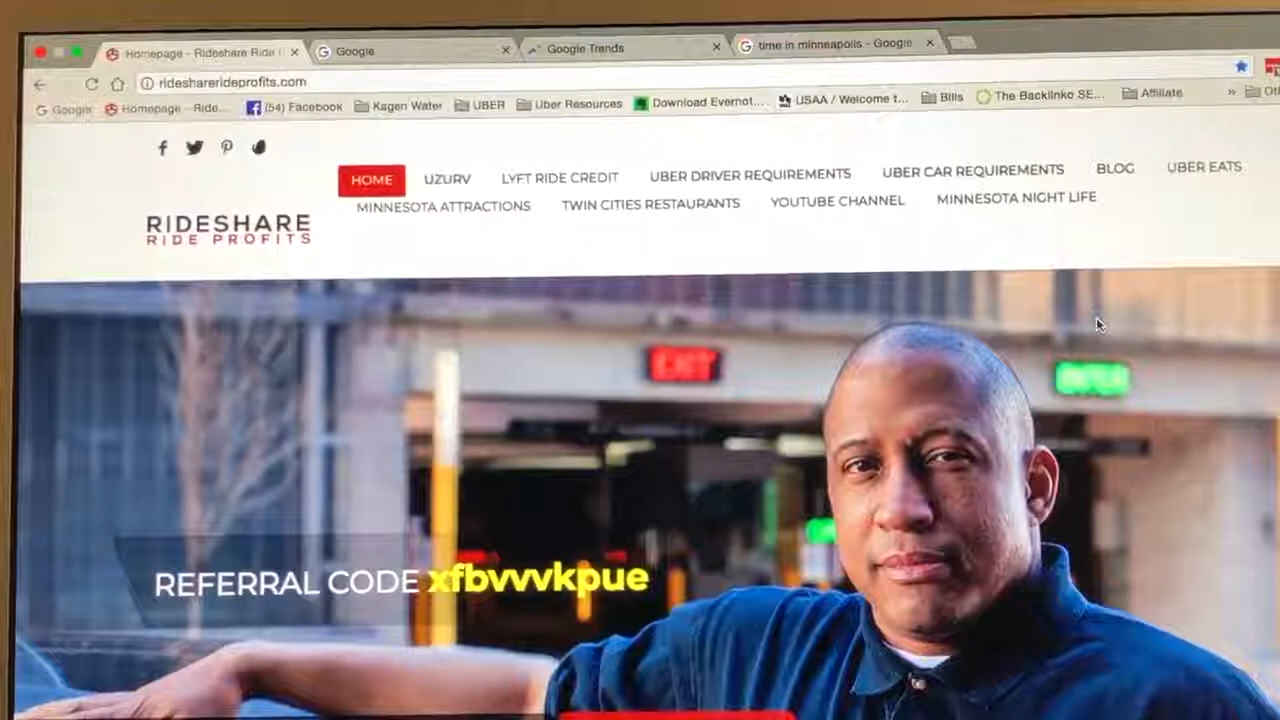 Homepage - Rideshare Ride
Google
Google Trends
time in minneapolis - Google
ridesharerideprofits.com
Google
Homepage - Ride...
(54) Facebook
Kagen Water
UBER
Uber Resources
Download Evernot...
USAA / Welcome t...
Bills
The Backlinko SE...
Affiliate
»
HOME
UZURV
LYFT RIDE CREDIT
UBER DRIVER REQUIREMENTS
UBER CAR REQUIREMENTS
BLOG
UBER EATS
MINNESOTA ATTRACTIONS
TWIN CITIES RESTAURANTS
YOUTUBE CHANNEL
MINNESOTA NIGHT LIFE
RIDESHARE
RIDE PROFITS
EXIT
REFERRAL CODE xfbvvvkpue